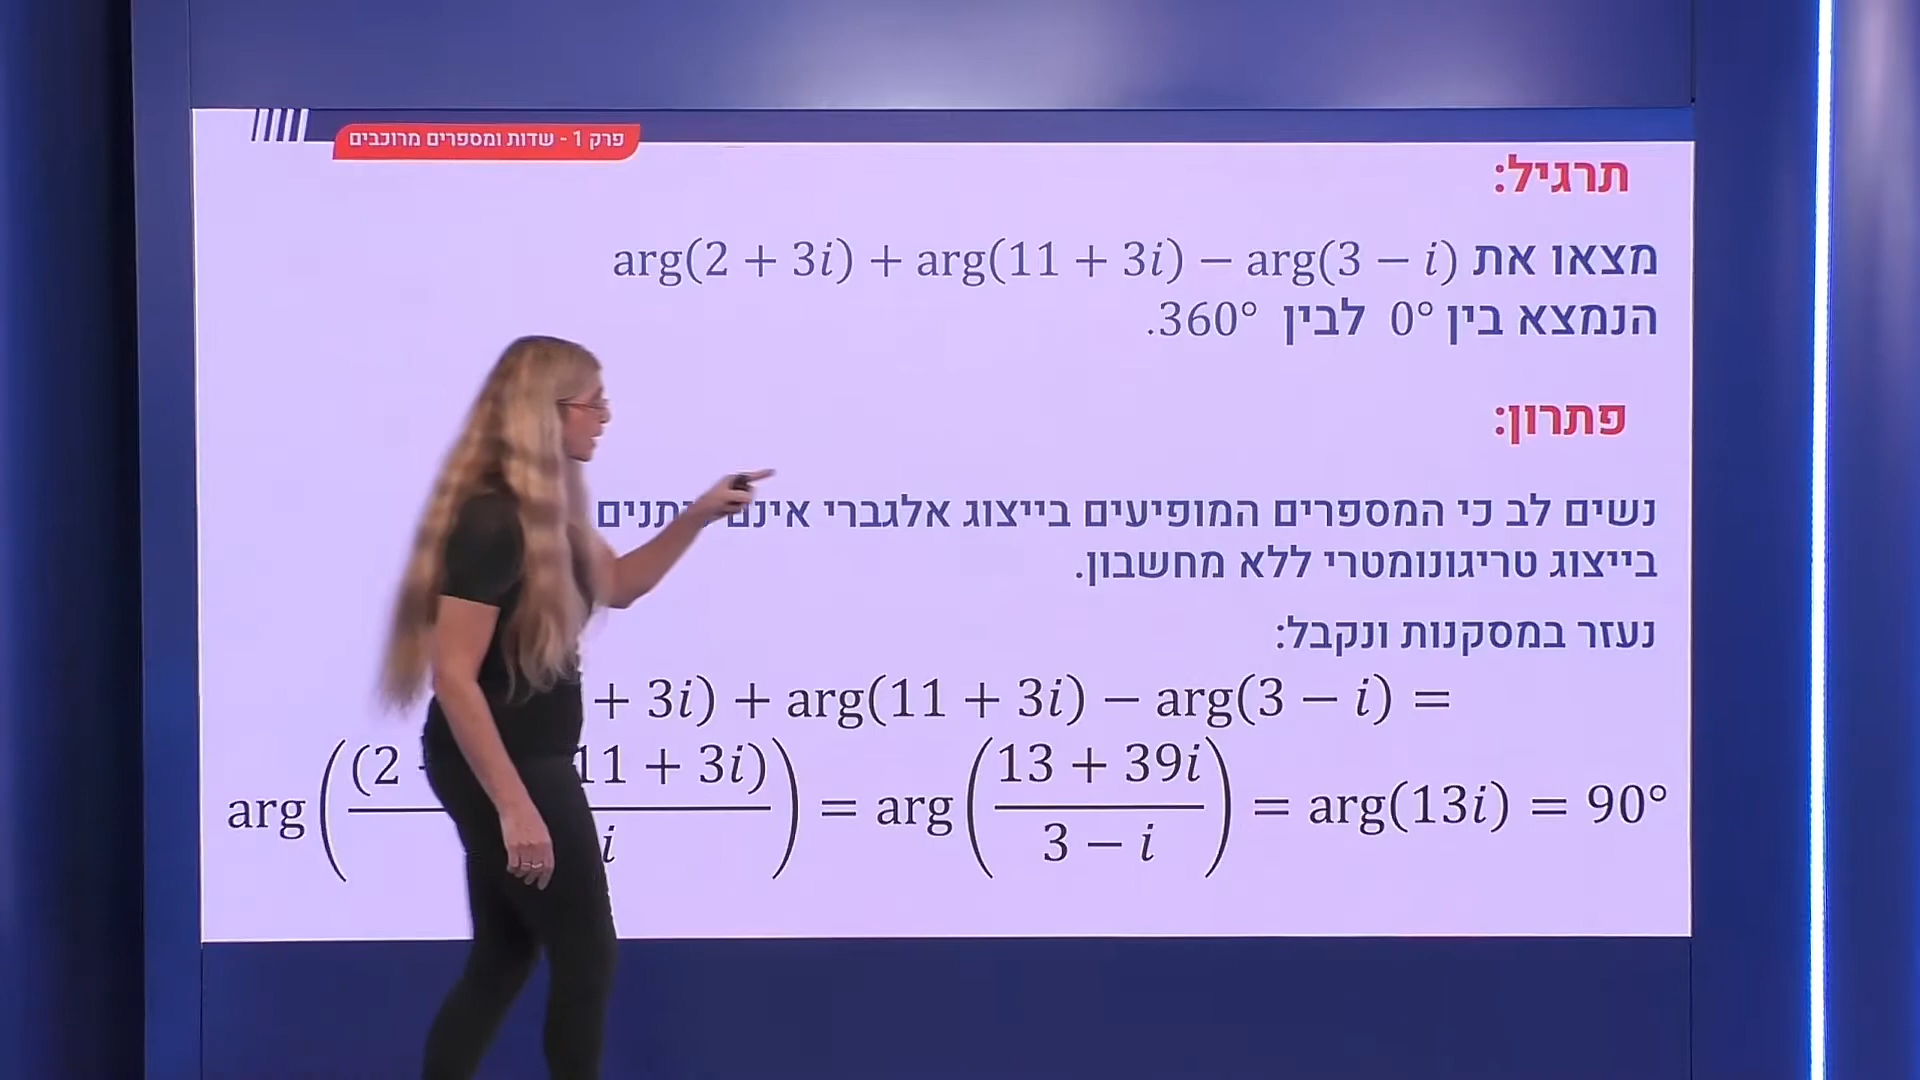 פרק 1 - שדות ומספרים מרוכבים
תרגיל:
מצאו את arg(2 + 3i) + arg(11 + 3i) − arg(3 − i)
הנמצא בין 0° לבין 360°.
פתרון:
נשים לב כי המספרים המופיעים בייצוג אלגברי
בייצוג טריגונומטרי ללא מחשבון.
נעזר במסקנות ונקבל:
+ 3i) + arg(11 + 3i) − arg(3 − i) =
arg((2 11 + 3i) / i) = arg((13 + 39i) / (3 − i)) = arg(13i) = 90°